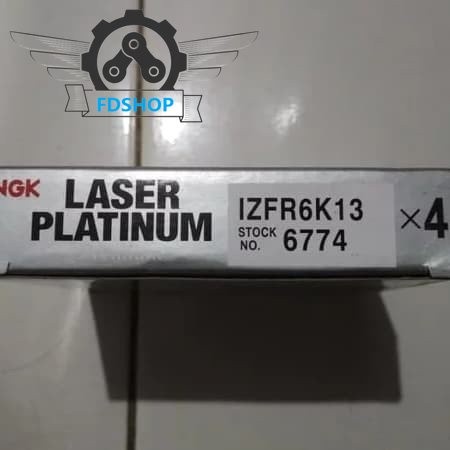 FDSHOP
NGK
LASER
PLATINUM
IZFR6K13
STOCK NO. 6774
×4